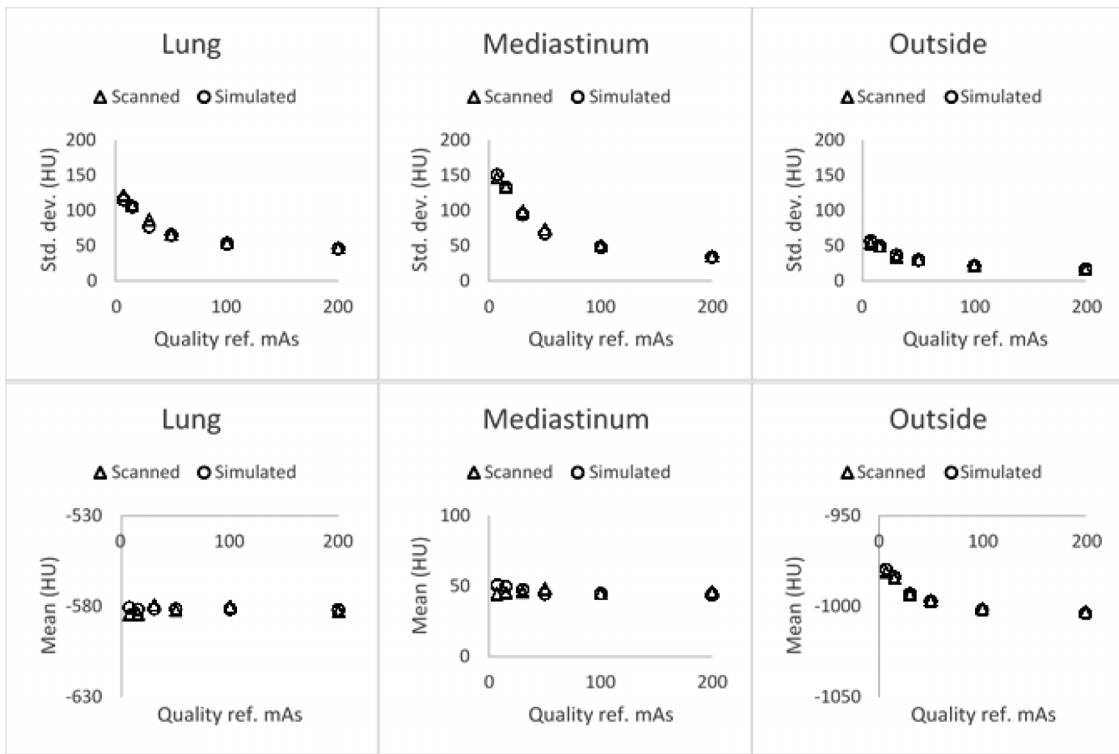 Lung
Scanned Simulated
200
150
100
50
0
Std. dev. (HU)
0 100 200
Quality ref. mAs
Mediastinum
Scanned Simulated
200
150
100
50
0
Std. dev. (HU)
0 100 200
Quality ref. mAs
Outside
Scanned Simulated
200
150
100
50
0
Std. dev. (HU)
0 100 200
Quality ref. mAs
Lung
Scanned Simulated
-530
0 100 200
-580
-630
Mean (HU)
Quality ref. mAs
Mediastinum
Scanned Simulated
100
50
0
Mean (HU)
0 100 200
Quality ref. mAs
Outside
Scanned Simulated
-950
0 100 200
-1000
-1050
Mean (HU)
Quality ref. mAs